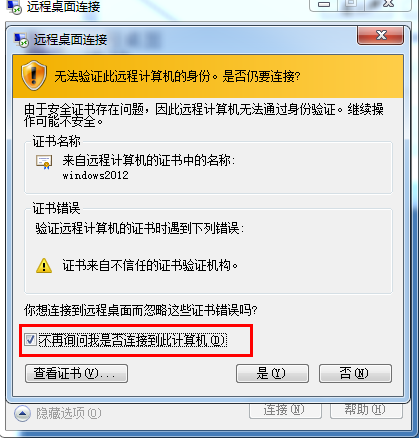 远程桌面连接
远程桌面连接
无法验证此远程计算机的身份。是否仍要连接?
由于安全证书存在问题，因此远程计算机无法通过身份验证。继续操
作可能不安全。
证书名称
来自远程计算机的证书中的名称:
windows2012
证书错误
验证远程计算机的证书时遇到下列错误:
证书来自不信任的证书验证机构。
你想连接到远程桌面而忽略这些证书错误吗?
不再询问我是否连接到此计算机(D)
查看证书(V)... 是(Y) 否(N)
隐藏选项(O) 连接(N) 帮助(H)